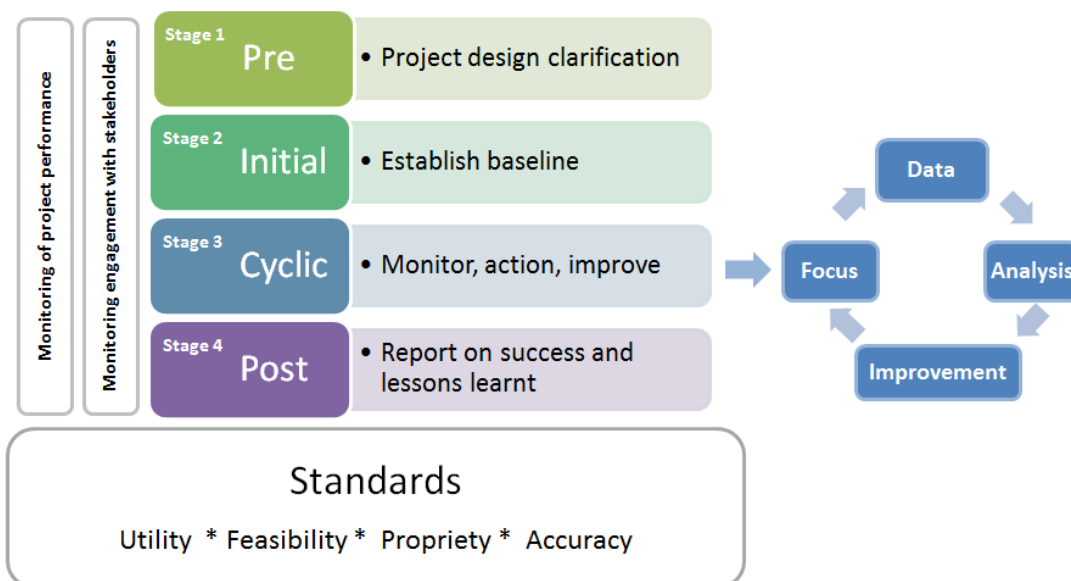 Monitoring of project performance
Monitoring engagement with stakeholders
Stage 1
Pre
• Project design clarification
Stage 2
Initial
• Establish baseline
Stage 3
Cyclic
• Monitor, action, improve
Stage 4
Post
• Report on success and
lessons learnt
Data
Focus
Analysis
Improvement
Standards
Utility * Feasibility * Propriety * Accuracy